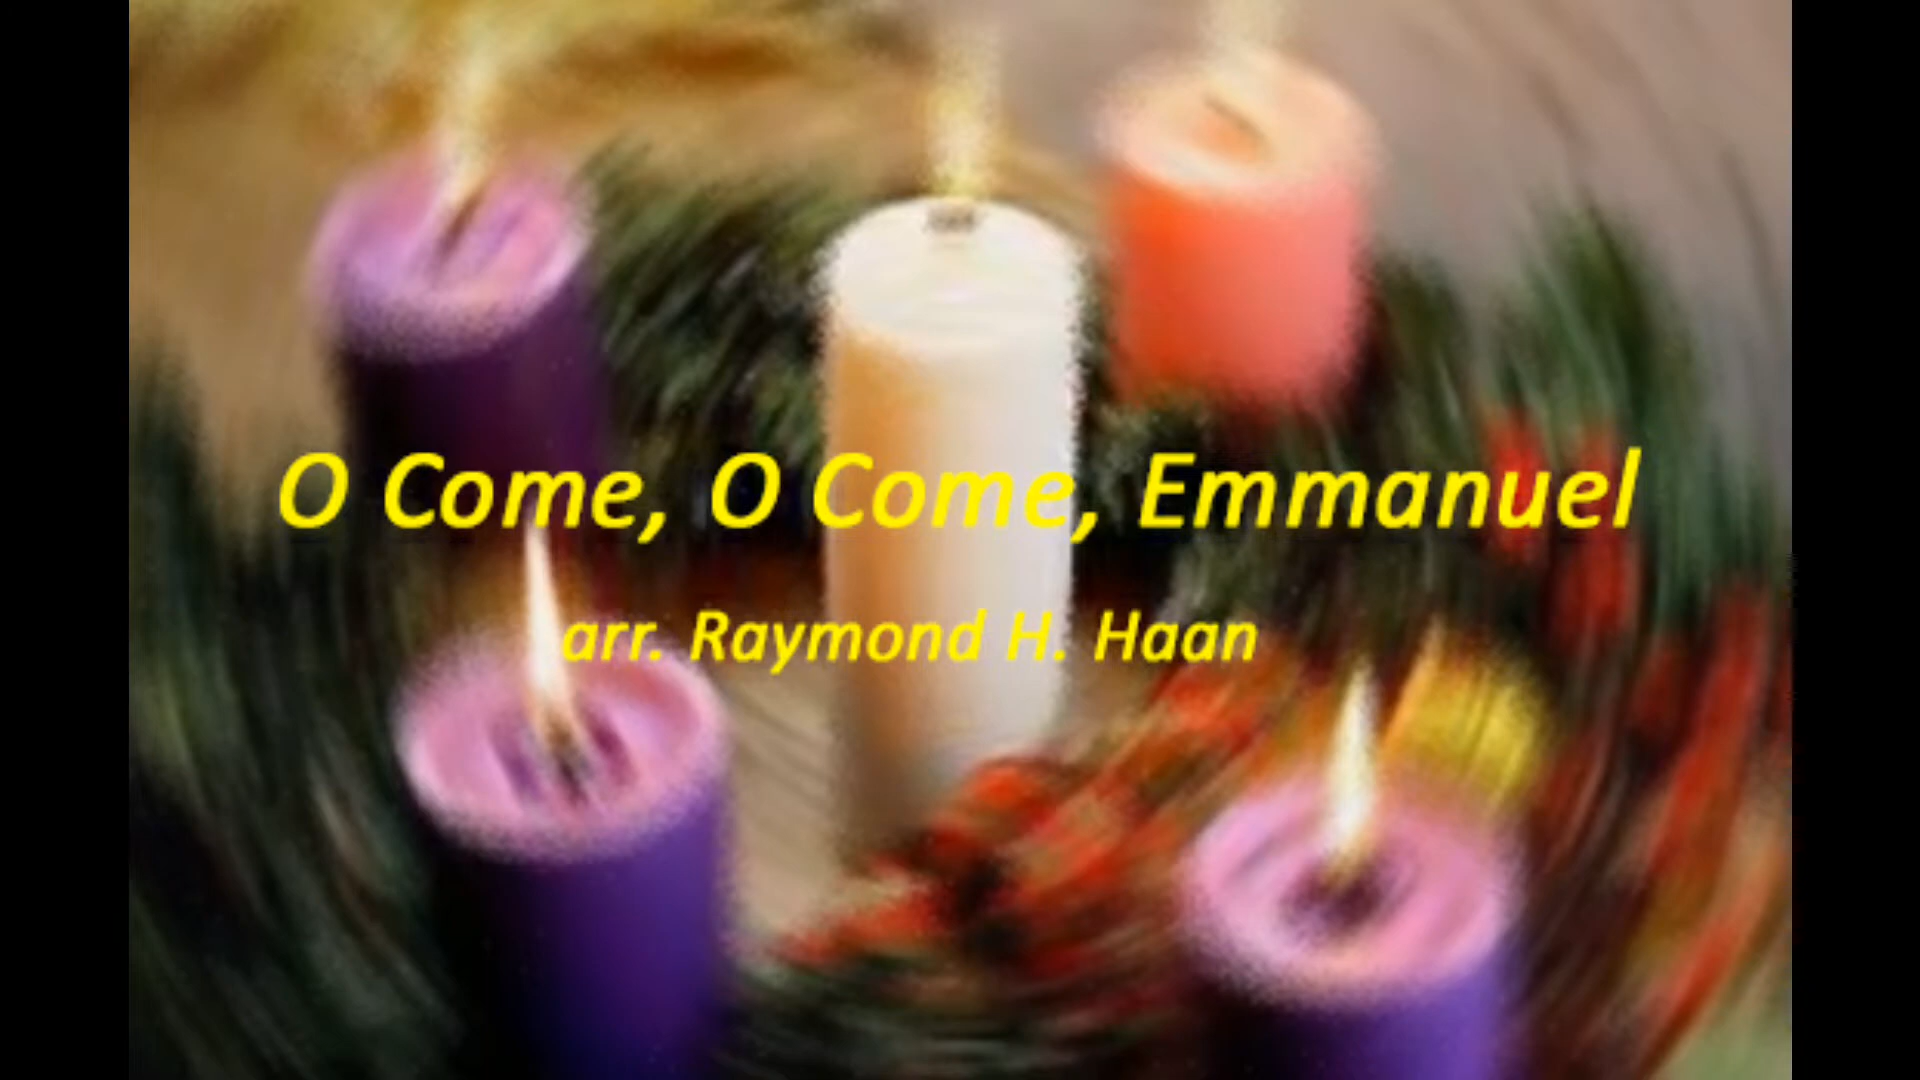 O Come, O Come, Emmanuel
arr. Raymond H. Haan